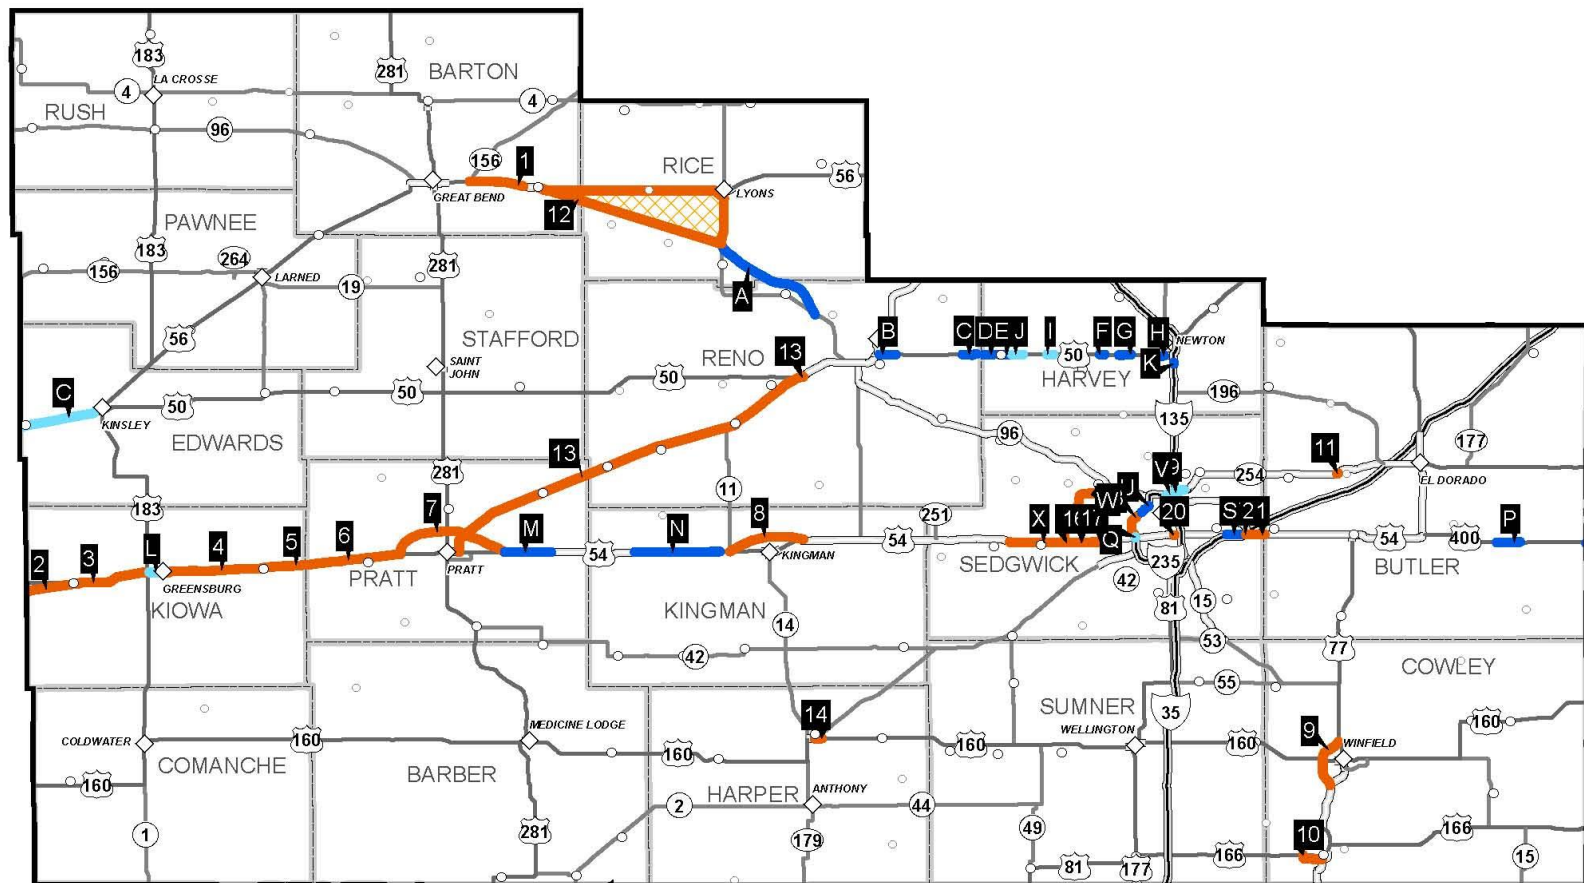 183
281
BARTON
LA CROSSE
4
4
RUSH
96
156
1
RICE
56
LYONS
GREAT BEND
12
PAWNEE
183
264
281
156
LARNED
19
A
56
STAFFORD
SAINT
JOHN
RENO
13
B
C
D
E
J
I
50
F
G
H
K
NEWTON
HARVEY
C
50
50
50
KINSLEY
EDWARDS
196
135
96
177
11
13
281
V
9
254
EL DORADO
183
11
7
8
251
X
W
J
17
20
S
21
P
Q
2
3
L
4
5
6
M
54
N
54
54
400
PRATT
KINGMAN
GREENSBURG
KIOWA
PRATT
KINGMAN
SEDGWICK
235
42
BUTLER
81
15
14
53
77
42
COWLEY
55
SUMNER
35
14
WELLINGTON
MEDICINE LODGE
COLDWATER
160
160
160
160
160
9
WINFIELD
COMANCHE
BARBER
160
HARPER
ANTHONY
2
44
1
281
179
49
10
166
166
81
177
15